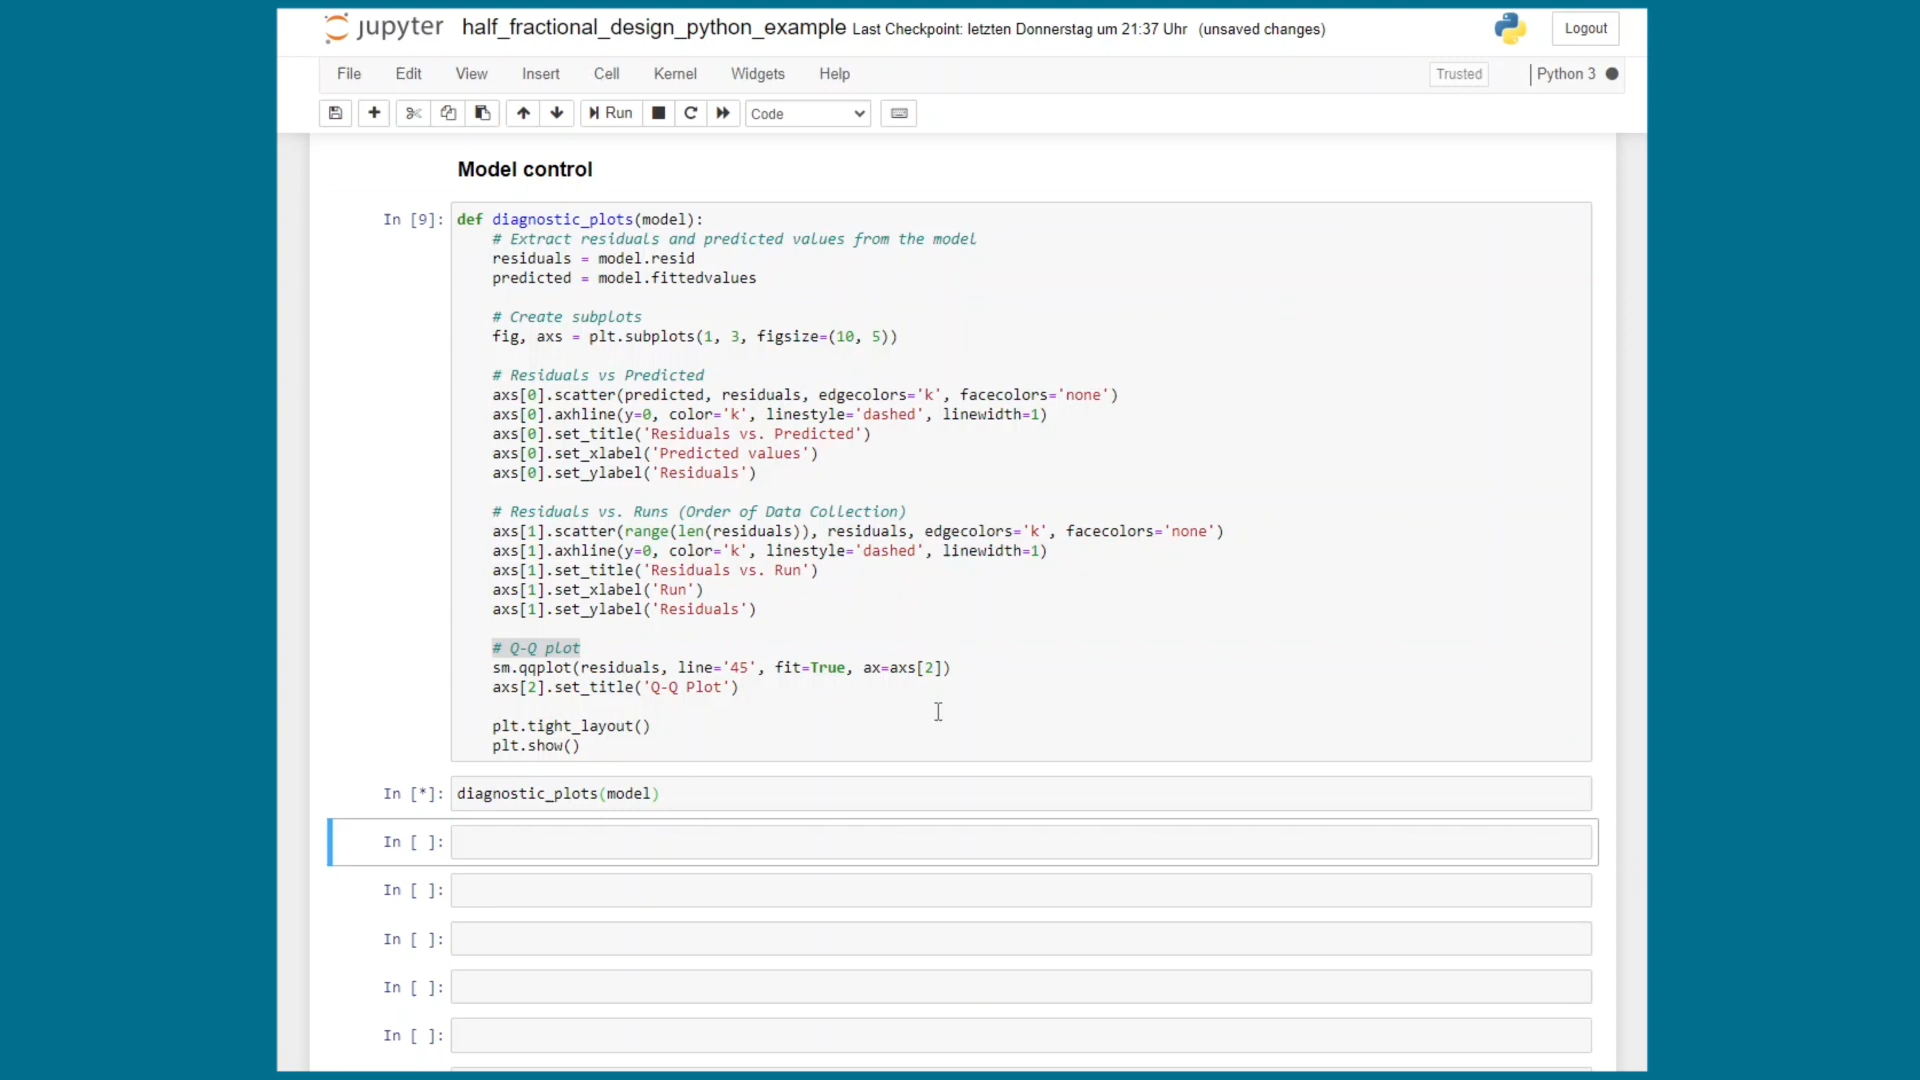 jupyter half_fractional_design_python_example Last Checkpoint: letzten Donnerstag um 21:37 Uhr (unsaved changes) Logout
File Edit View Insert Cell Kernel Widgets Help Trusted Python 3
Run Code
Model control
In [9]: def diagnostic_plots(model):
    # Extract residuals and predicted values from the model
    residuals = model.resid
    predicted = model.fittedvalues
    # Create subplots
    fig, axs = plt.subplots(1, 3, figsize=(10, 5))
    # Residuals vs Predicted
    axs[0].scatter(predicted, residuals, edgecolors='k', facecolors='none')
    axs[0].axhline(y=0, color='k', linestyle='dashed', linewidth=1)
    axs[0].set_title('Residuals vs. Predicted')
    axs[0].set_xlabel('Predicted values')
    axs[0].set_ylabel('Residuals')
    # Residuals vs. Runs (Order of Data Collection)
    axs[1].scatter(range(len(residuals)), residuals, edgecolors='k', facecolors='none')
    axs[1].axhline(y=0, color='k', linestyle='dashed', linewidth=1)
    axs[1].set_title('Residuals vs. Run')
    axs[1].set_xlabel('Run')
    axs[1].set_ylabel('Residuals')
    # Q-Q plot
    sm.qqplot(residuals, line='45', fit=True, ax=axs[2])
    axs[2].set_title('Q-Q Plot')
    plt.tight_layout()
    plt.show()
In [*]: diagnostic_plots(model)
In [ ]:
In [ ]:
In [ ]:
In [ ]:
In [ ]: